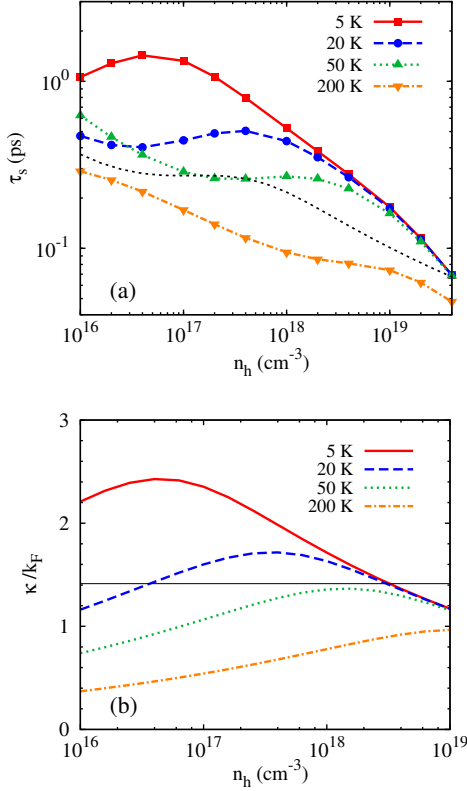 5 K
20 K
50 K
200 K
10⁰
10⁻¹
τₛ (ps)
(a)
10¹⁶ 10¹⁷ 10¹⁸ 10¹⁹
nₕ (cm⁻³)
3
2
1
0
κ/k_F
5 K
20 K
50 K
200 K
(b)
10¹⁶ 10¹⁷ 10¹⁸ 10¹⁹
nₕ (cm⁻³)